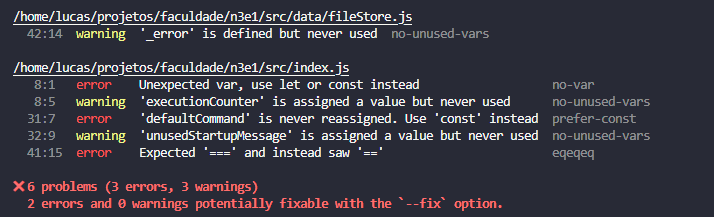 /home/lucas/projetos/faculdade/n3e1/src/data/fileStore.js
42:14 warning '_error' is defined but never used no-unused-vars
/home/lucas/projetos/faculdade/n3e1/src/index.js
8:1 error Unexpected var, use let or const instead no-var
8:5 warning 'executionCounter' is assigned a value but never used no-unused-vars
31:7 error 'defaultCommand' is never reassigned. Use 'const' instead prefer-const
32:9 warning 'unusedStartupMessage' is assigned a value but never used no-unused-vars
41:15 error Expected '===' and instead saw '==' eqeqeq
❌ 6 problems (3 errors, 3 warnings)
2 errors and 0 warnings potentially fixable with the `--fix` option.